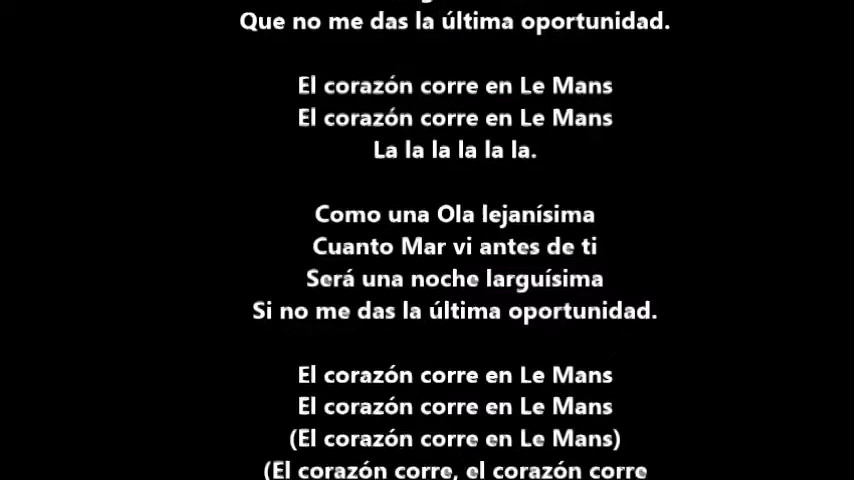 Que no me das la última oportunidad.
El corazón corre en Le Mans
El corazón corre en Le Mans
La la la la la la.
Como una Ola lejanísima
Cuanto Mar vi antes de ti
Será una noche larguísima
Si no me das la última oportunidad.
El corazón corre en Le Mans
El corazón corre en Le Mans
(El corazón corre en Le Mans)
(El corazón corre, el corazón corre